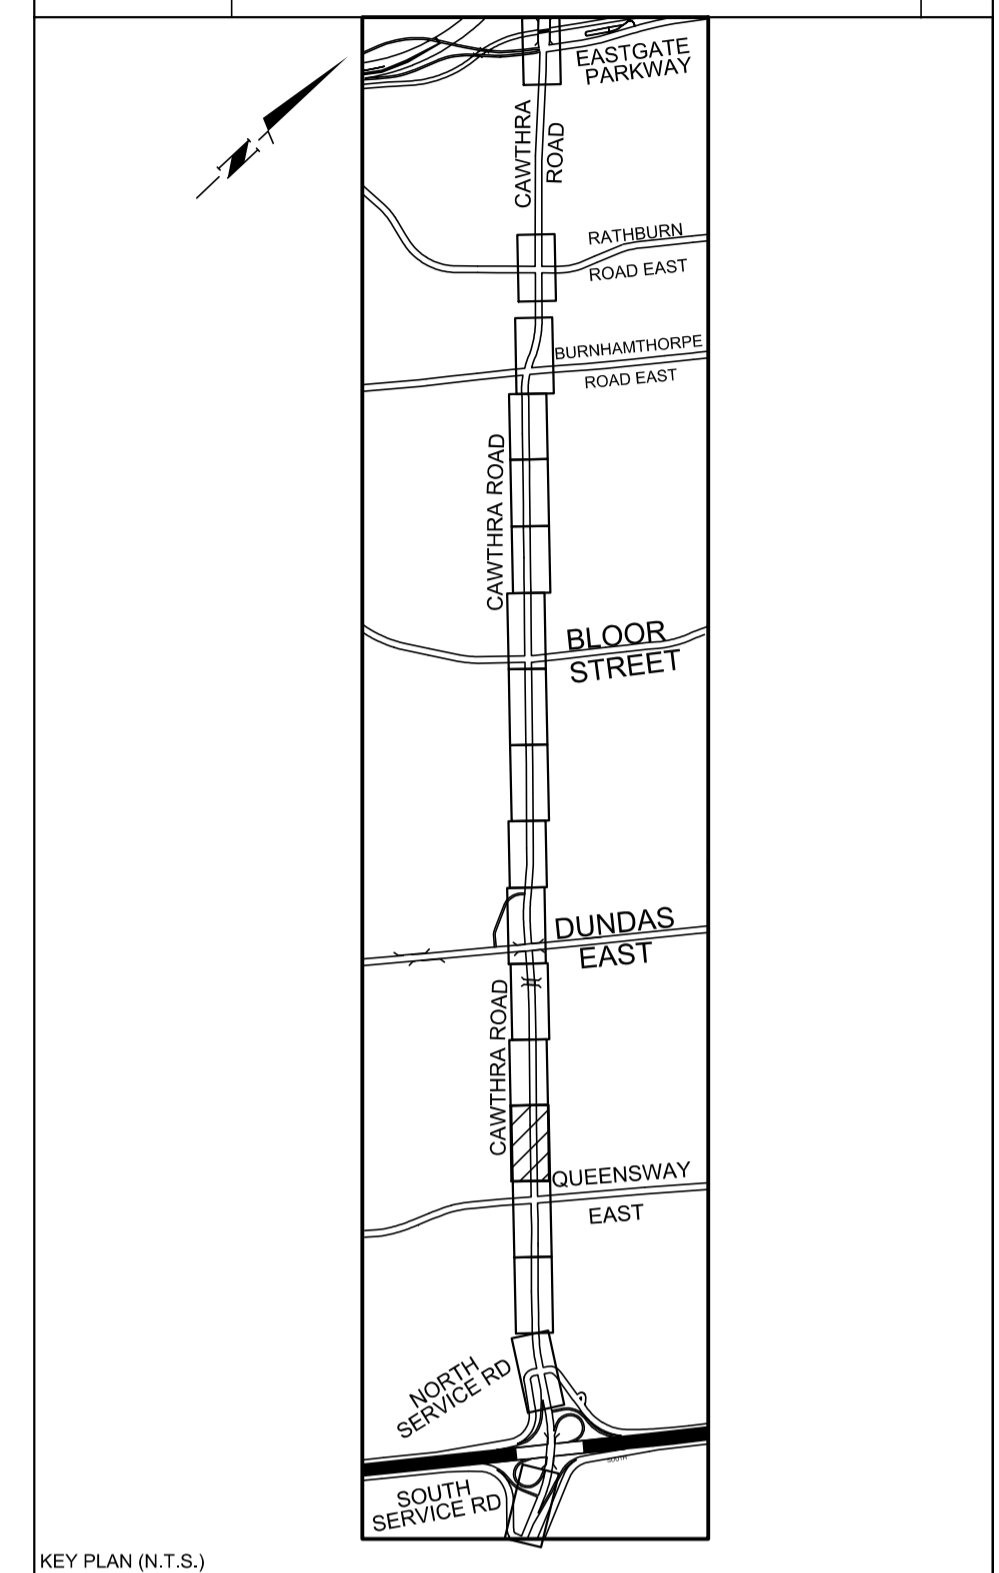 EASTGATE
PARKWAY
CAWTHRA
ROAD
N
RATHBURN
ROAD EAST
BURNHAMTHORPE
ROAD EAST
CAWTHRA ROAD
BLOOR
STREET
DUNDAS
EAST
CAWTHRA ROAD
QUEENSWAY
EAST
NORTH
SERVICE RD
SOUTH
SOUTH
SERVICE RD
KEY PLAN (N.T.S.)